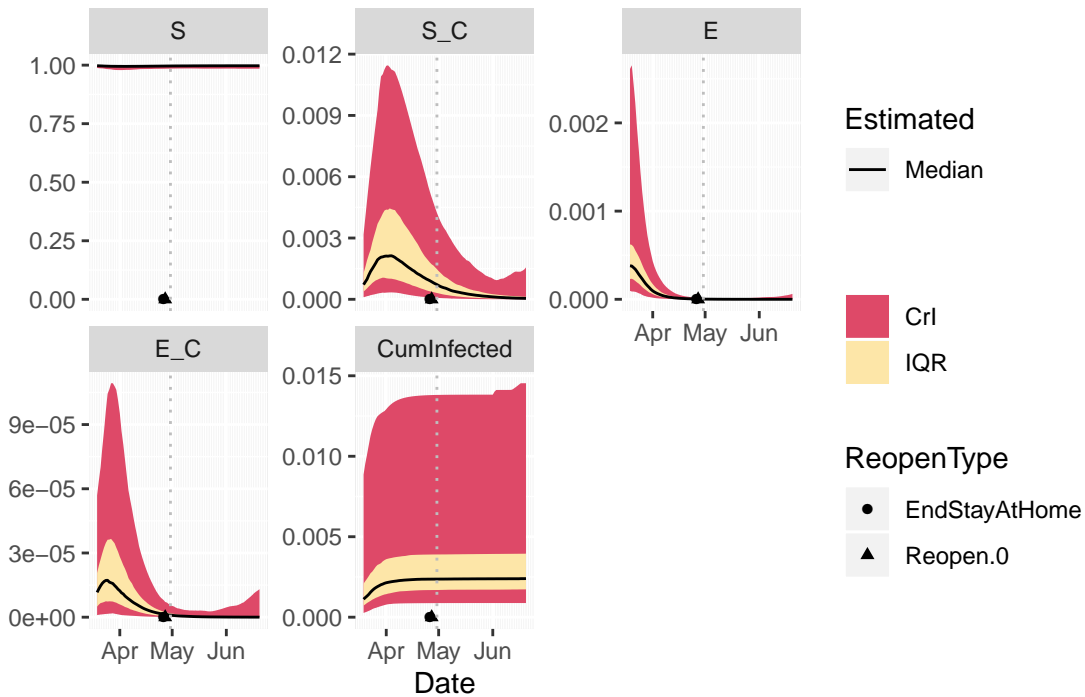 S
S_C
E
1.00
0.75
0.50
0.25
0.00
0.012
0.009
0.006
0.003
0.000
0.002
0.001
0.000
Apr May Jun
E_C
CumInfected
9e−05
6e−05
3e−05
0e+00
0.015
0.010
0.005
0.000
Apr May Jun
Apr May Jun
Date
Estimated
Median
CrI
IQR
ReopenType
EndStayAtHome
Reopen.0